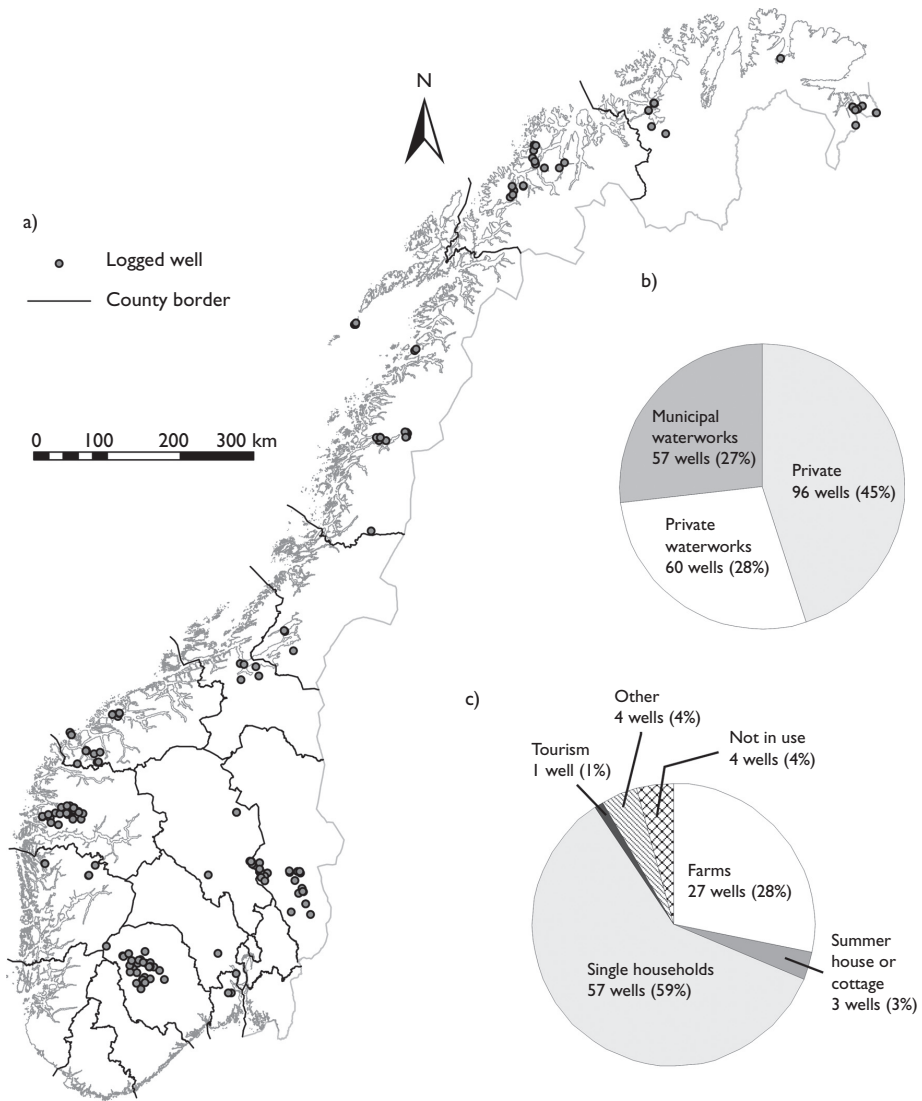 N
a)
Logged well
County border
0 100 200 300 km
b)
Municipal
waterworks
57 wells (27%)
Private
96 wells (45%)
Private
waterworks
60 wells (28%)
c)
Other
4 wells (4%)
Not in use
4 wells (4%)
Tourism
1 well (1%)
Farms
27 wells (28%)
Summer
house or
cottage
3 wells (3%)
Single households
57 wells (59%)